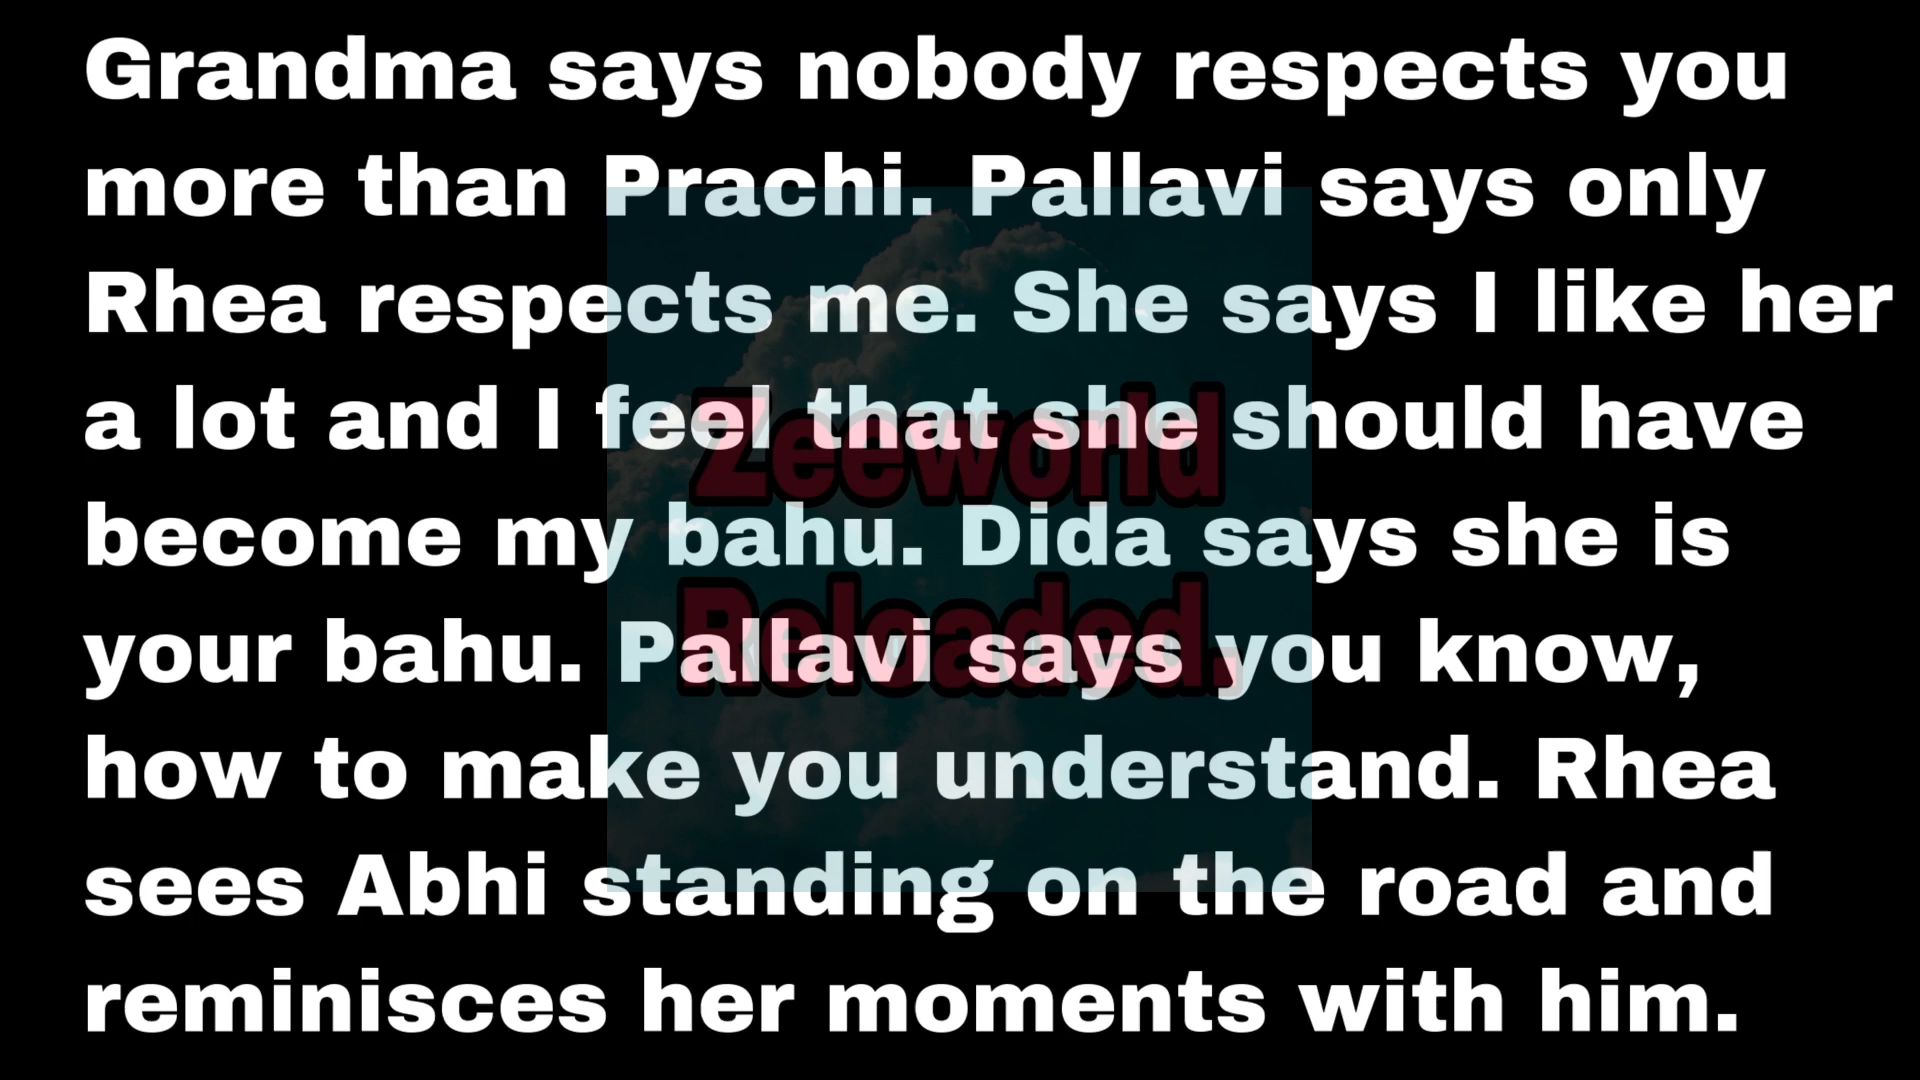 Grandma says nobody respects you
more than Prachi. Pallavi says only
Rhea respects me. She says I like her
a lot and I feel that she should have
become my bahu. Dida says she is
your bahu. Pallavi says you know,
how to make you understand. Rhea
sees Abhi standing on the road and
reminisces her moments with him.
Zeeworld
Reloaded.